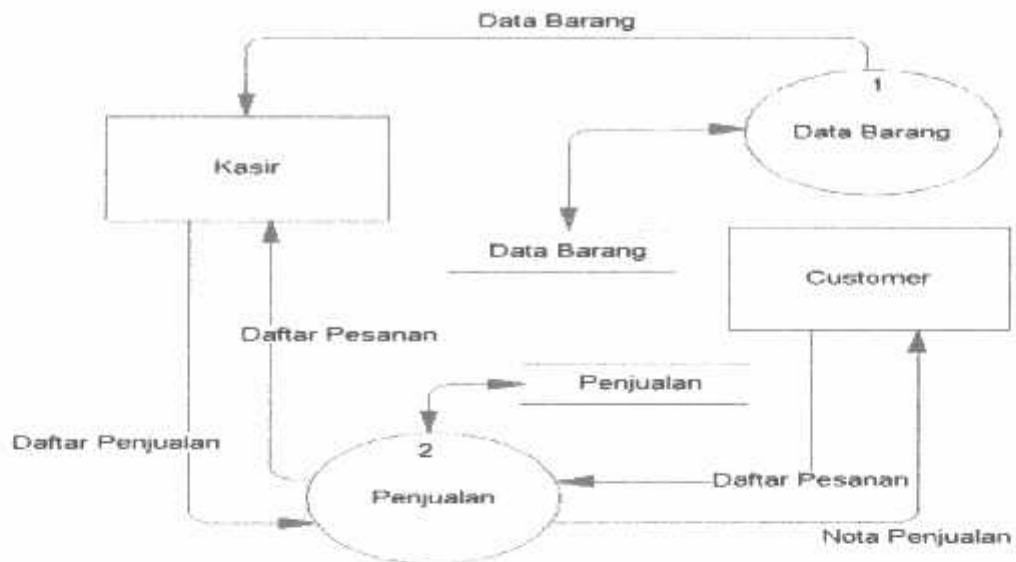 Data Barang
1
Data Barang
Kasir
Data Barang
Customer
Daftar Pesanan
Penjualan
Daftar Penjualan
2
Penjualan
Daftar Pesanan
Nota Penjualan